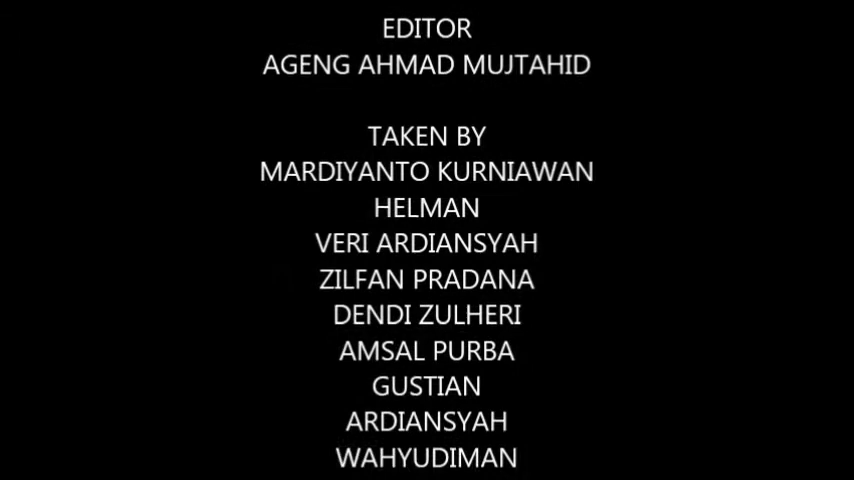 EDITOR
AGENG AHMAD MUJTAHID
TAKEN BY
MARDIYANTO KURNIAWAN
HELMAN
VERI ARDIANSYAH
ZILFAN PRADANA
DENDI ZULHERI
AMSAL PURBA
GUSTIAN
ARDIANSYAH
WAHYUDIMAN